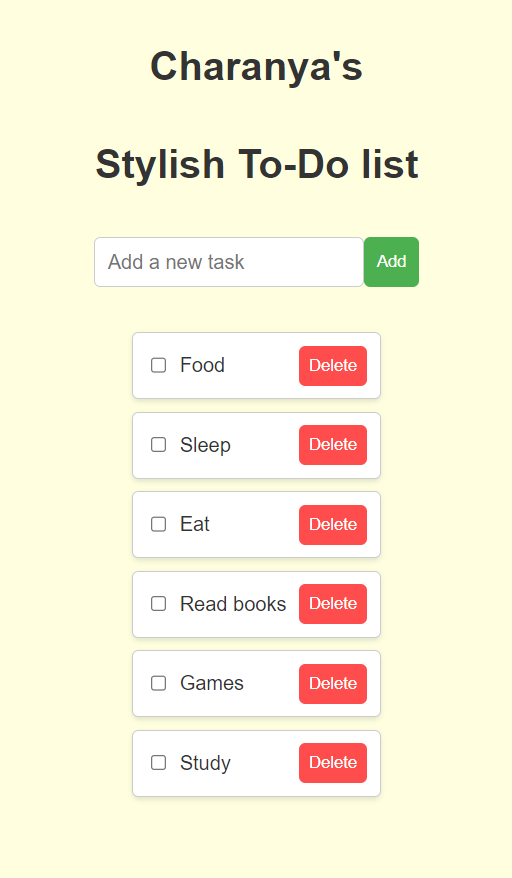 Charanya's
Stylish To-Do list
Add a new task Add
Food Delete
Sleep Delete
Eat Delete
Read books Delete
Games Delete
Study Delete